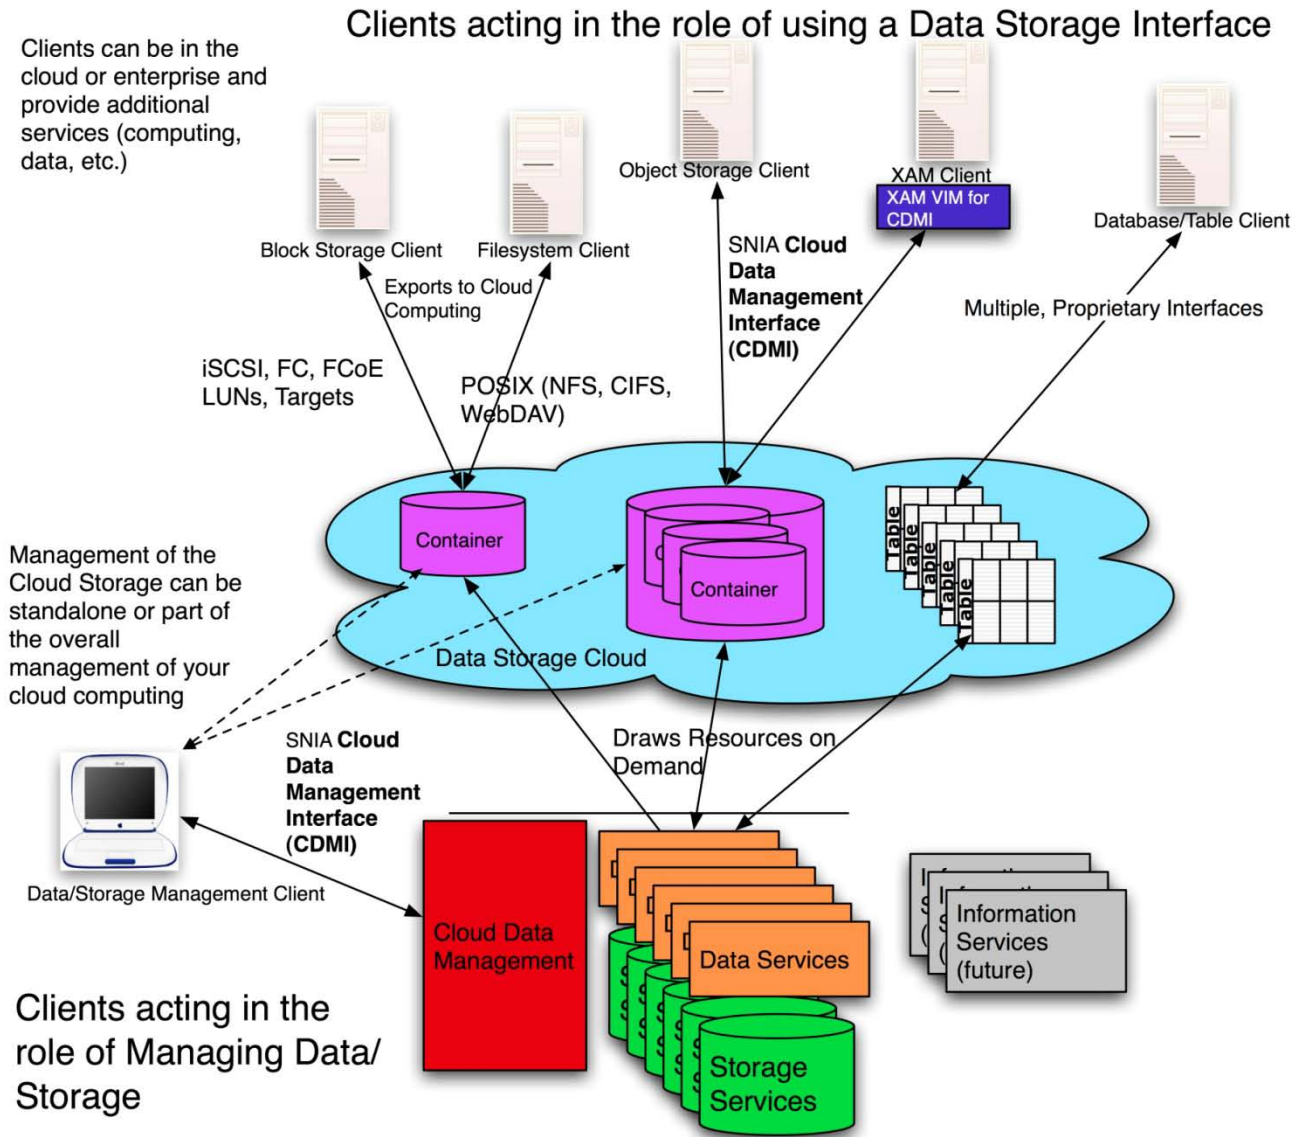 Clients acting in the role of using a Data Storage Interface
Clients can be in the
cloud or enterprise and
provide additional
services (computing,
data, etc.)
Block Storage Client
Filesystem Client
Object Storage Client
XAM Client
XAM VIM for
CDMI
Database/Table Client
Exports to Cloud
Computing
SNIA Cloud
Data
Management
Interface
(CDMI)
Multiple, Proprietary Interfaces
iSCSI, FC, FCoE
LUNs, Targets
POSIX (NFS, CIFS,
WebDAV)
Container
Container
Table
Table
Table
Table
Table
Data Storage Cloud
Management of the
Cloud Storage can be
standalone or part of
the overall
management of your
cloud computing
Draws Resources on
Demand
SNIA Cloud
Data
Management
Interface
(CDMI)
Data/Storage Management Client
Cloud Data
Management
Data Services
Storage
Services
Information
Services
(future)
Clients acting in the
role of Managing Data/
Storage